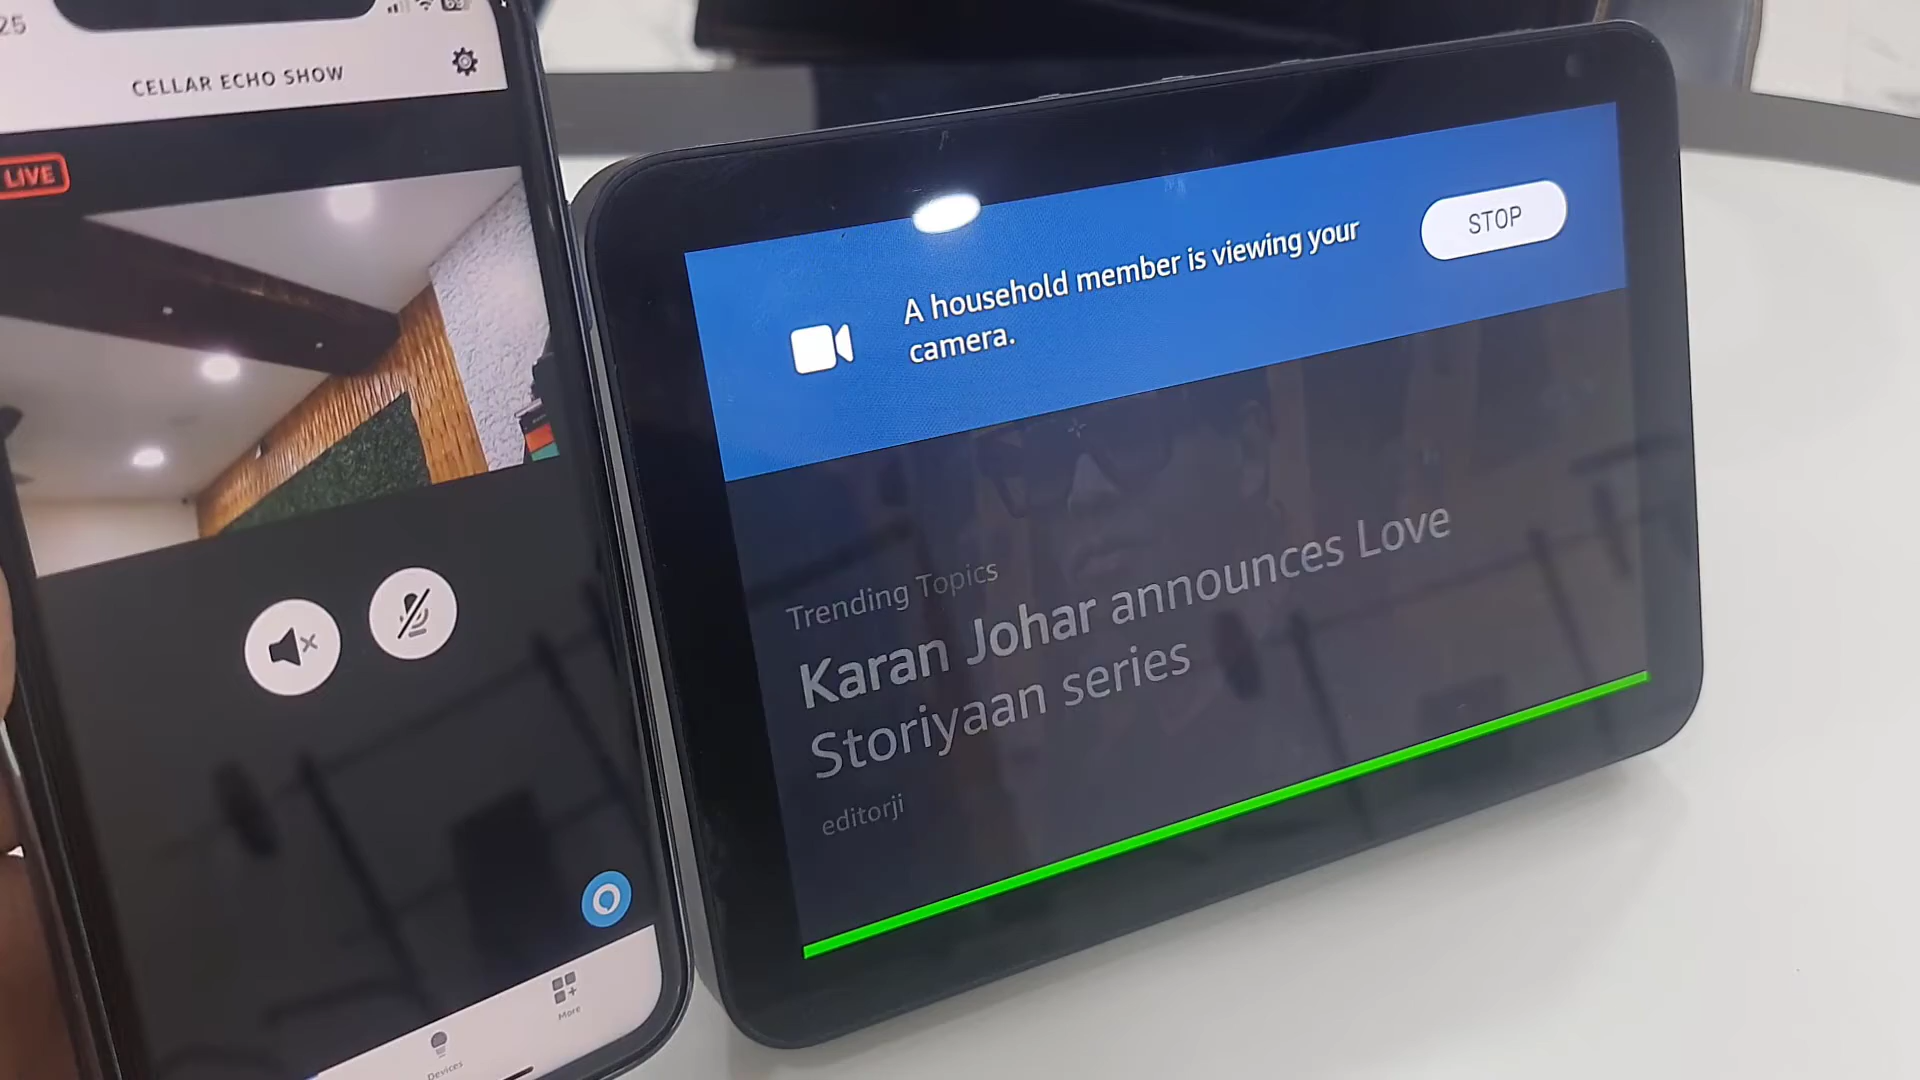 25
CELLAR ECHO SHOW
LIVE
Devices
More
A household member is viewing your
camera.
STOP
Trending Topics
Karan Johar announces Love
Storiyaan series
editorji